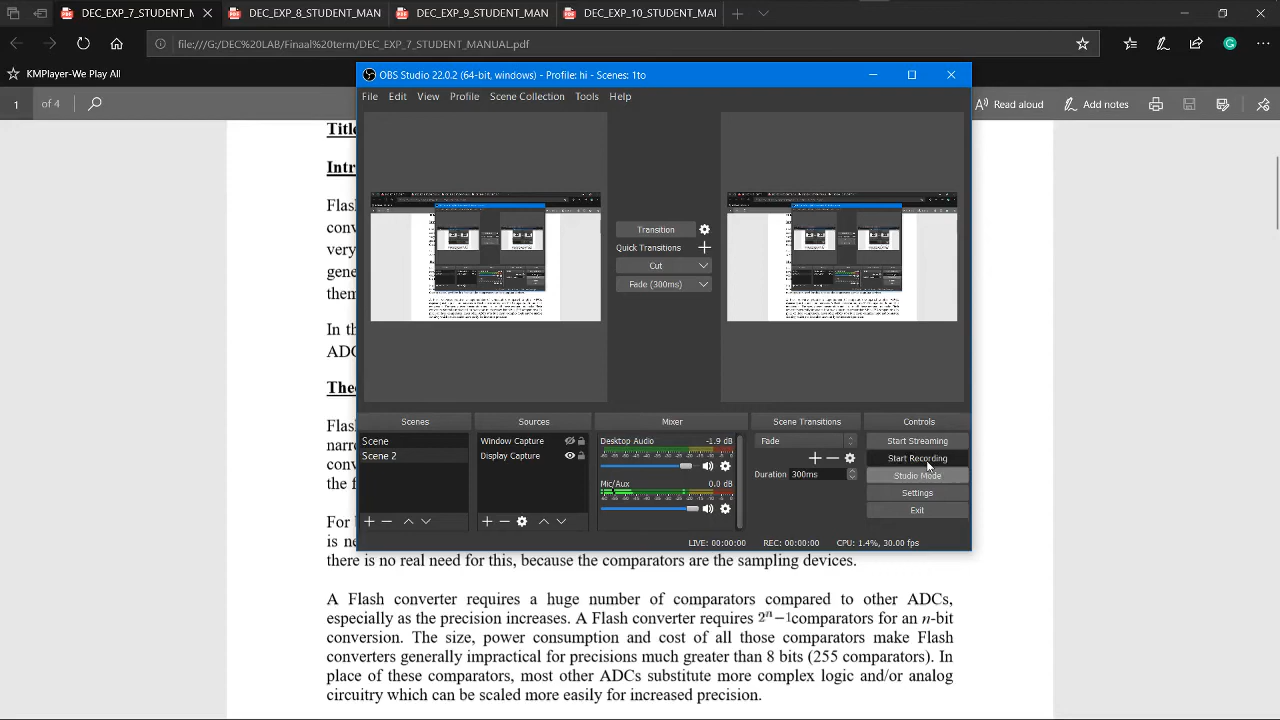 DEC_EXP_7_STUDENT_M
DEC_EXP_8_STUDENT_MAN
DEC_EXP_9_STUDENT_MAN
DEC_EXP_10_STUDENT_MAI
file:///G:/DEC%20LAB/Finaal%20term/DEC_EXP_7_STUDENT_MANUAL.pdf
KMPlayer-We Play All
1 of 4
Read aloud
Add notes
OBS Studio 22.0.2 (64-bit, windows) - Profile: hi - Scenes: 1to
File Edit View Profile Scene Collection Tools Help
Transition
Quick Transitions
Cut
Fade (300ms)
Scenes
Scene
Scene 2
Sources
Window Capture
Display Capture
Mixer
Desktop Audio -1.9 dB
Mic/Aux 0.0 dB
Scene Transitions
Fade
Duration 300ms
Controls
Start Streaming
Start Recording
Studio Mode
Settings
Exit
LIVE: 00:00:00 REC: 00:00:00 CPU: 1.4%, 30.00 fps
Titl
Intr
Flas
conv
very
gene
them
In th
ADC
The
Flas
narr
conv
the f
For
is ne
there is no real need for this, because the comparators are the sampling devices.
A Flash converter requires a huge number of comparators compared to other ADCs,
especially as the precision increases. A Flash converter requires 2ⁿ−1comparators for an n-bit
conversion. The size, power consumption and cost of all those comparators make Flash
converters generally impractical for precisions much greater than 8 bits (255 comparators). In
place of these comparators, most other ADCs substitute more complex logic and/or analog
circuitry which can be scaled more easily for increased precision.